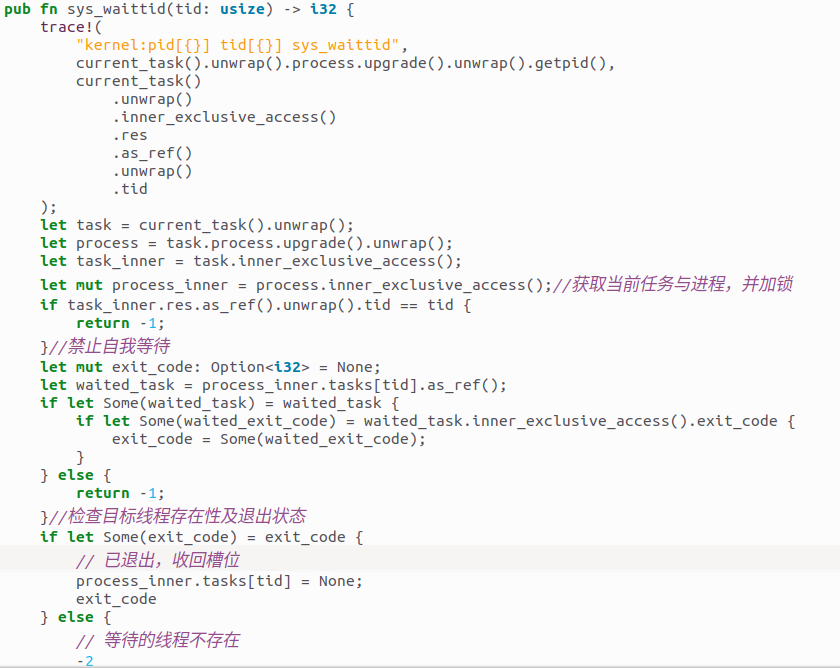 pub fn sys_waittid(tid: usize) -> i32 {
    trace!(
        "kernel:pid[{}] tid[{}] sys_waittid",
        current_task().unwrap().process.upgrade().unwrap().getpid(),
        current_task()
            .unwrap()
            .inner_exclusive_access()
            .res
            .as_ref()
            .unwrap()
            .tid
    );
    let task = current_task().unwrap();
    let process = task.process.upgrade().unwrap();
    let task_inner = task.inner_exclusive_access();
    let mut process_inner = process.inner_exclusive_access();//获取当前任务与进程，并加锁
    if task_inner.res.as_ref().unwrap().tid == tid {
        return -1;
    }//禁止自我等待
    let mut exit_code: Option<i32> = None;
    let waited_task = process_inner.tasks[tid].as_ref();
    if let Some(waited_task) = waited_task {
        if let Some(waited_exit_code) = waited_task.inner_exclusive_access().exit_code {
            exit_code = Some(waited_exit_code);
        }
    } else {
        return -1;
    }//检查目标线程存在性及退出状态
    if let Some(exit_code) = exit_code {
        // 已退出，收回槽位
        process_inner.tasks[tid] = None;
        exit_code
    } else {
        // 等待的线程不存在
        -2